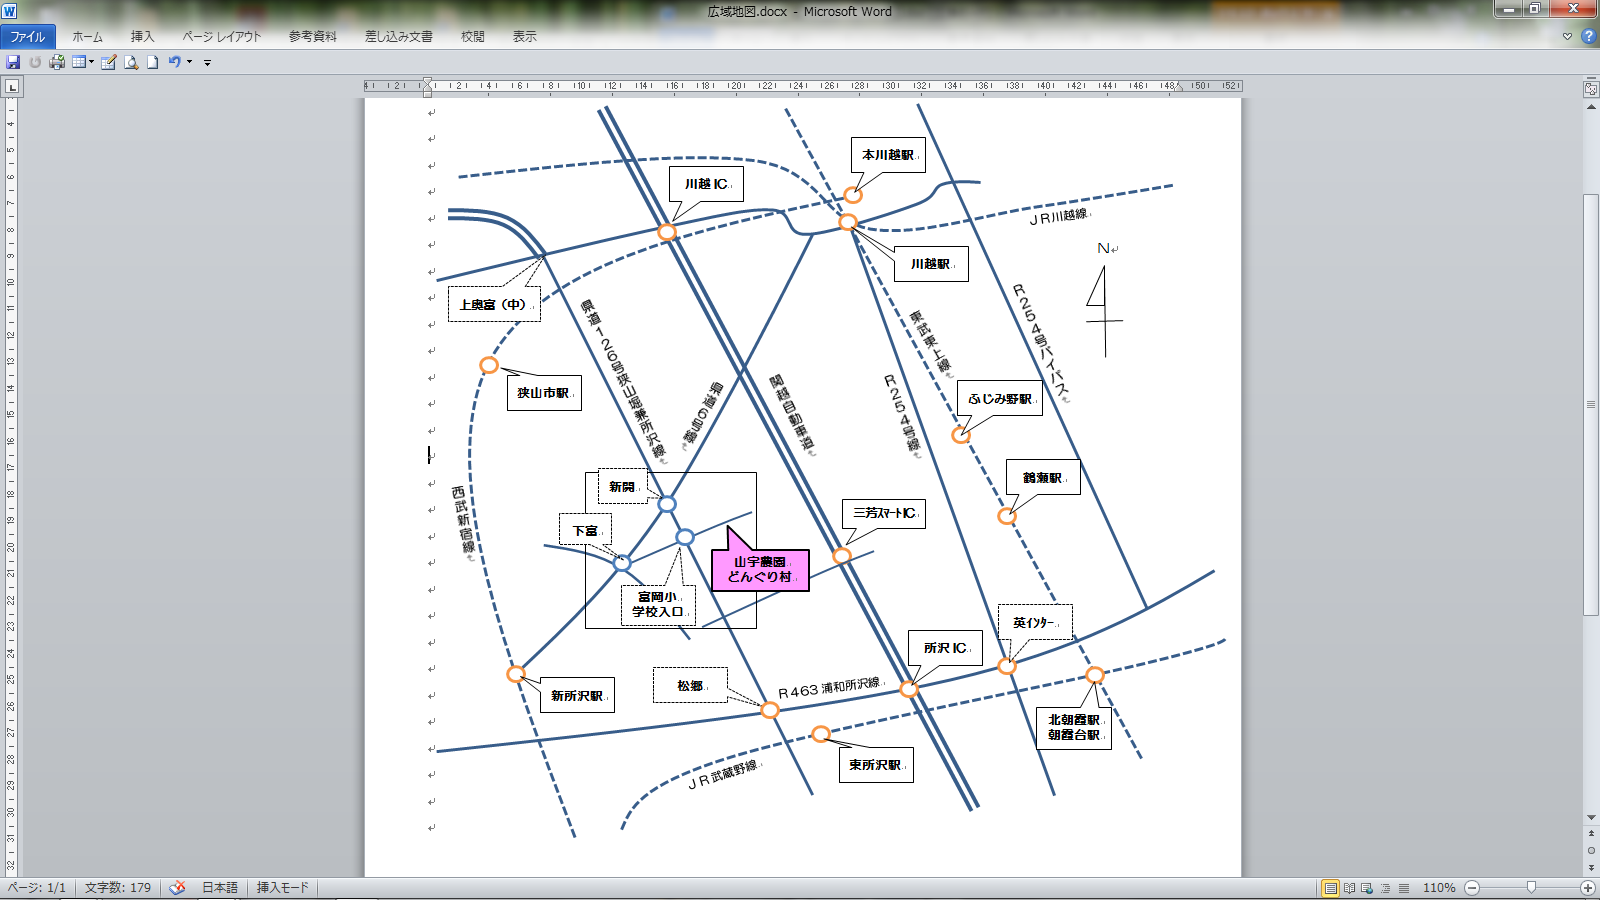 広域地図.docx - Microsoft Word
ファイル ホーム 挿入 ページ レイアウト 参考資料 差し込み文書 校閲 表示
本川越駅
川越 IC
JR川越線
川越駅
N
上奥富（中）
県道126号狭山堀兼所沢線
東武東上線
R254号バイパス
狭山市駅
関越自動車道
R254号線
ふじみ野駅
鶴瀬駅
新開
西武新宿線
三芳ｽﾏｰﾄIC
下富
山宇農園
どんぐり村
富岡小
学校入口
英ｲﾝﾀｰ
所沢 IC
新所沢駅
松郷
R463 浦和所沢線
北朝霞駅
朝霞台駅
東所沢駅
JR武蔵野線
ページ: 1/1 文字数: 179 日本語 挿入モード 110%